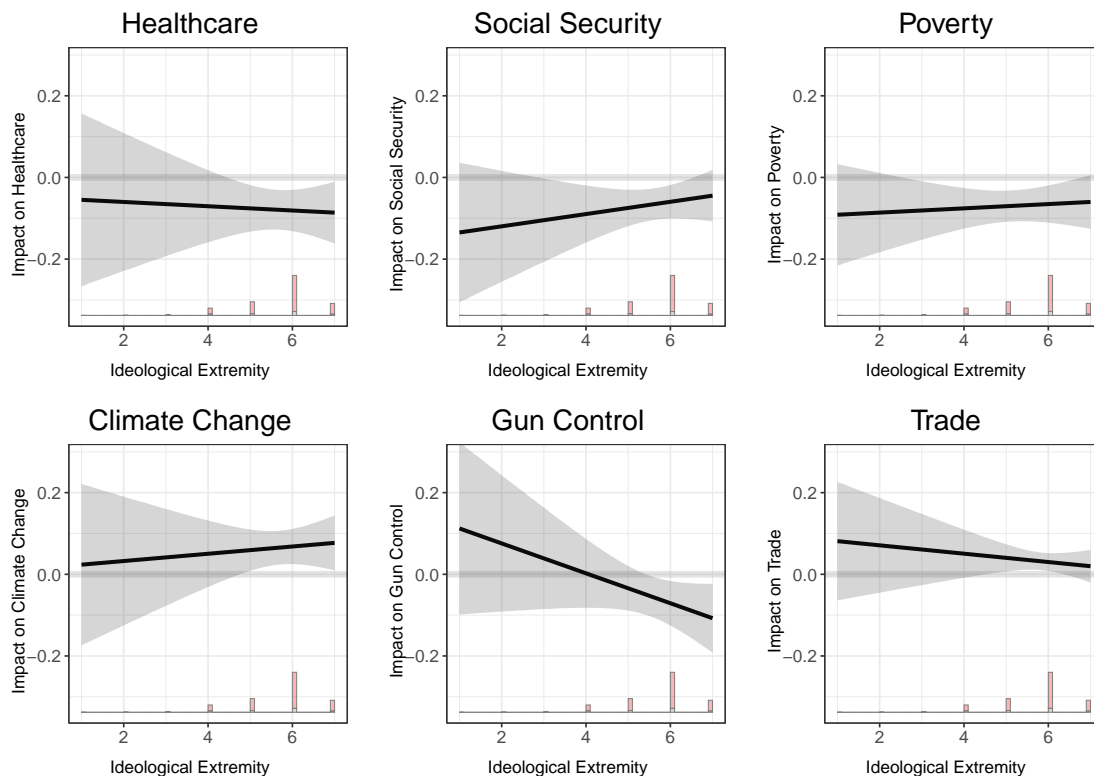 Healthcare
Social Security
Poverty
Impact on Healthcare
0.2
0.0
−0.2
2
4
6
Ideological Extremity
Impact on Social Security
0.2
0.0
−0.2
2
4
6
Ideological Extremity
Impact on Poverty
0.2
0.0
−0.2
2
4
6
Ideological Extremity
Climate Change
Gun Control
Trade
Impact on Climate Change
0.2
0.0
−0.2
2
4
6
Ideological Extremity
Impact on Gun Control
0.2
0.0
−0.2
2
4
6
Ideological Extremity
Impact on Trade
0.2
0.0
−0.2
2
4
6
Ideological Extremity